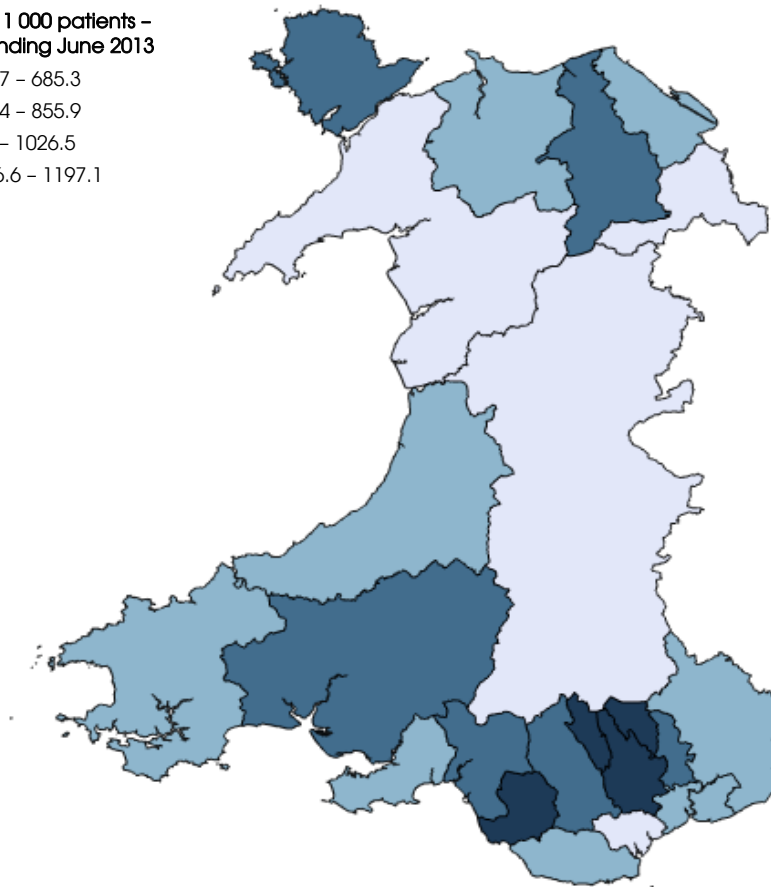 1 000 patients –
nding June 2013
7 – 685.3
4 – 855.9
– 1026.5
6.6 – 1197.1